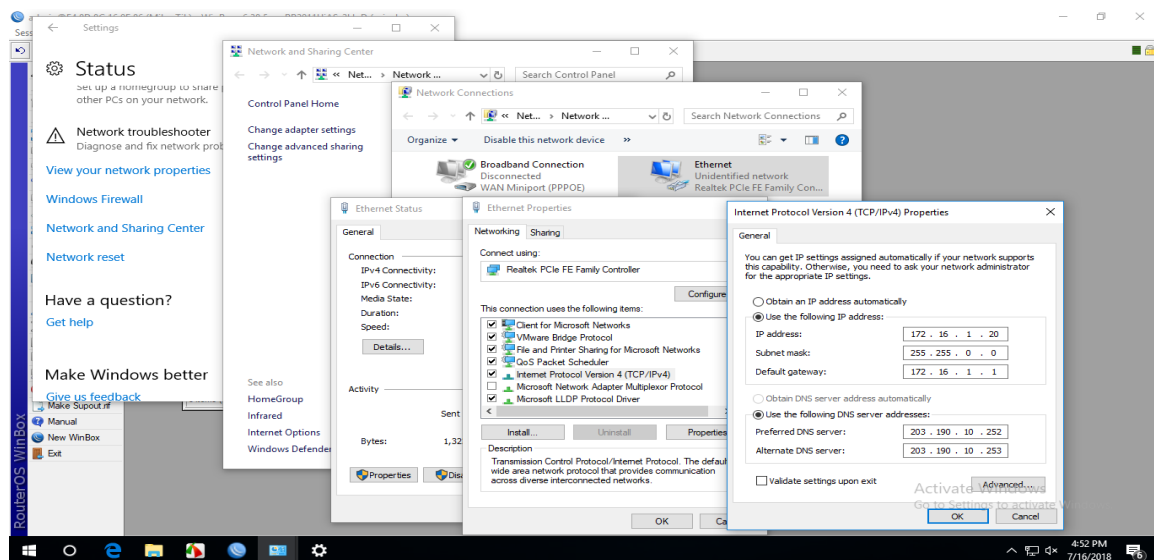 Settings
Status
Set up a homegroup to share
other PCs on your network.
Network troubleshooter
Diagnose and fix network
View your network properties
Windows Firewall
Network and Sharing Center
Network reset
Have a question?
Get help
Make Windows better
Give us feedback
Make Supout.rif
Manual
New WinBox
Exit
RouterOS WinBox
Network and Sharing Center
« Net... › Network ...
Search Control Panel
Control Panel Home
Change adapter settings
Change advanced sharing
settings
See also
HomeGroup
Infrared
Internet Options
Windows Defender
Network Connections
« Net... › Network ...
Search Network Connections
Organize
Disable this network device
»
Broadband Connection
Disconnected
WAN Miniport (PPPOE)
Ethernet
Unidentified network
Realtek PCIe FE Family Con...
Ethernet Status
General
Connection
IPv4 Connectivity:
IPv6 Connectivity:
Media State:
Duration:
Speed:
Details...
Activity
Sent
Bytes: 1,32
Properties
Disa
Ethernet Properties
Networking Sharing
Connect using:
Realtek PCIe FE Family Controller
Configure
This connection uses the following items:
Client for Microsoft Networks
VMware Bridge Protocol
File and Printer Sharing for Microsoft Networks
QoS Packet Scheduler
Internet Protocol Version 4 (TCP/IPv4)
Microsoft Network Adapter Multiplexor Protocol
Microsoft LLDP Protocol Driver
Install... Uninstall Properties
Description
Transmission Control Protocol/Internet Protocol. The defaul
wide area network protocol that provides communication
across diverse interconnected networks.
OK Ca
Internet Protocol Version 4 (TCP/IPv4) Properties
General
You can get IP settings assigned automatically if your network supports
this capability. Otherwise, you need to ask your network administrator
for the appropriate IP settings.
Obtain an IP address automatically
Use the following IP address:
IP address: 172 . 16 . 1 . 20
Subnet mask: 255 . 255 . 0 . 0
Default gateway: 172 . 16 . 1 . 1
Obtain DNS server address automatically
Use the following DNS server addresses:
Preferred DNS server: 203 . 190 . 10 . 252
Alternate DNS server: 203 . 190 . 10 . 253
Validate settings upon exit
Advanced...
Activate Windows
Go to Settings to activate
OK Cancel
4:52 PM
7/16/2018